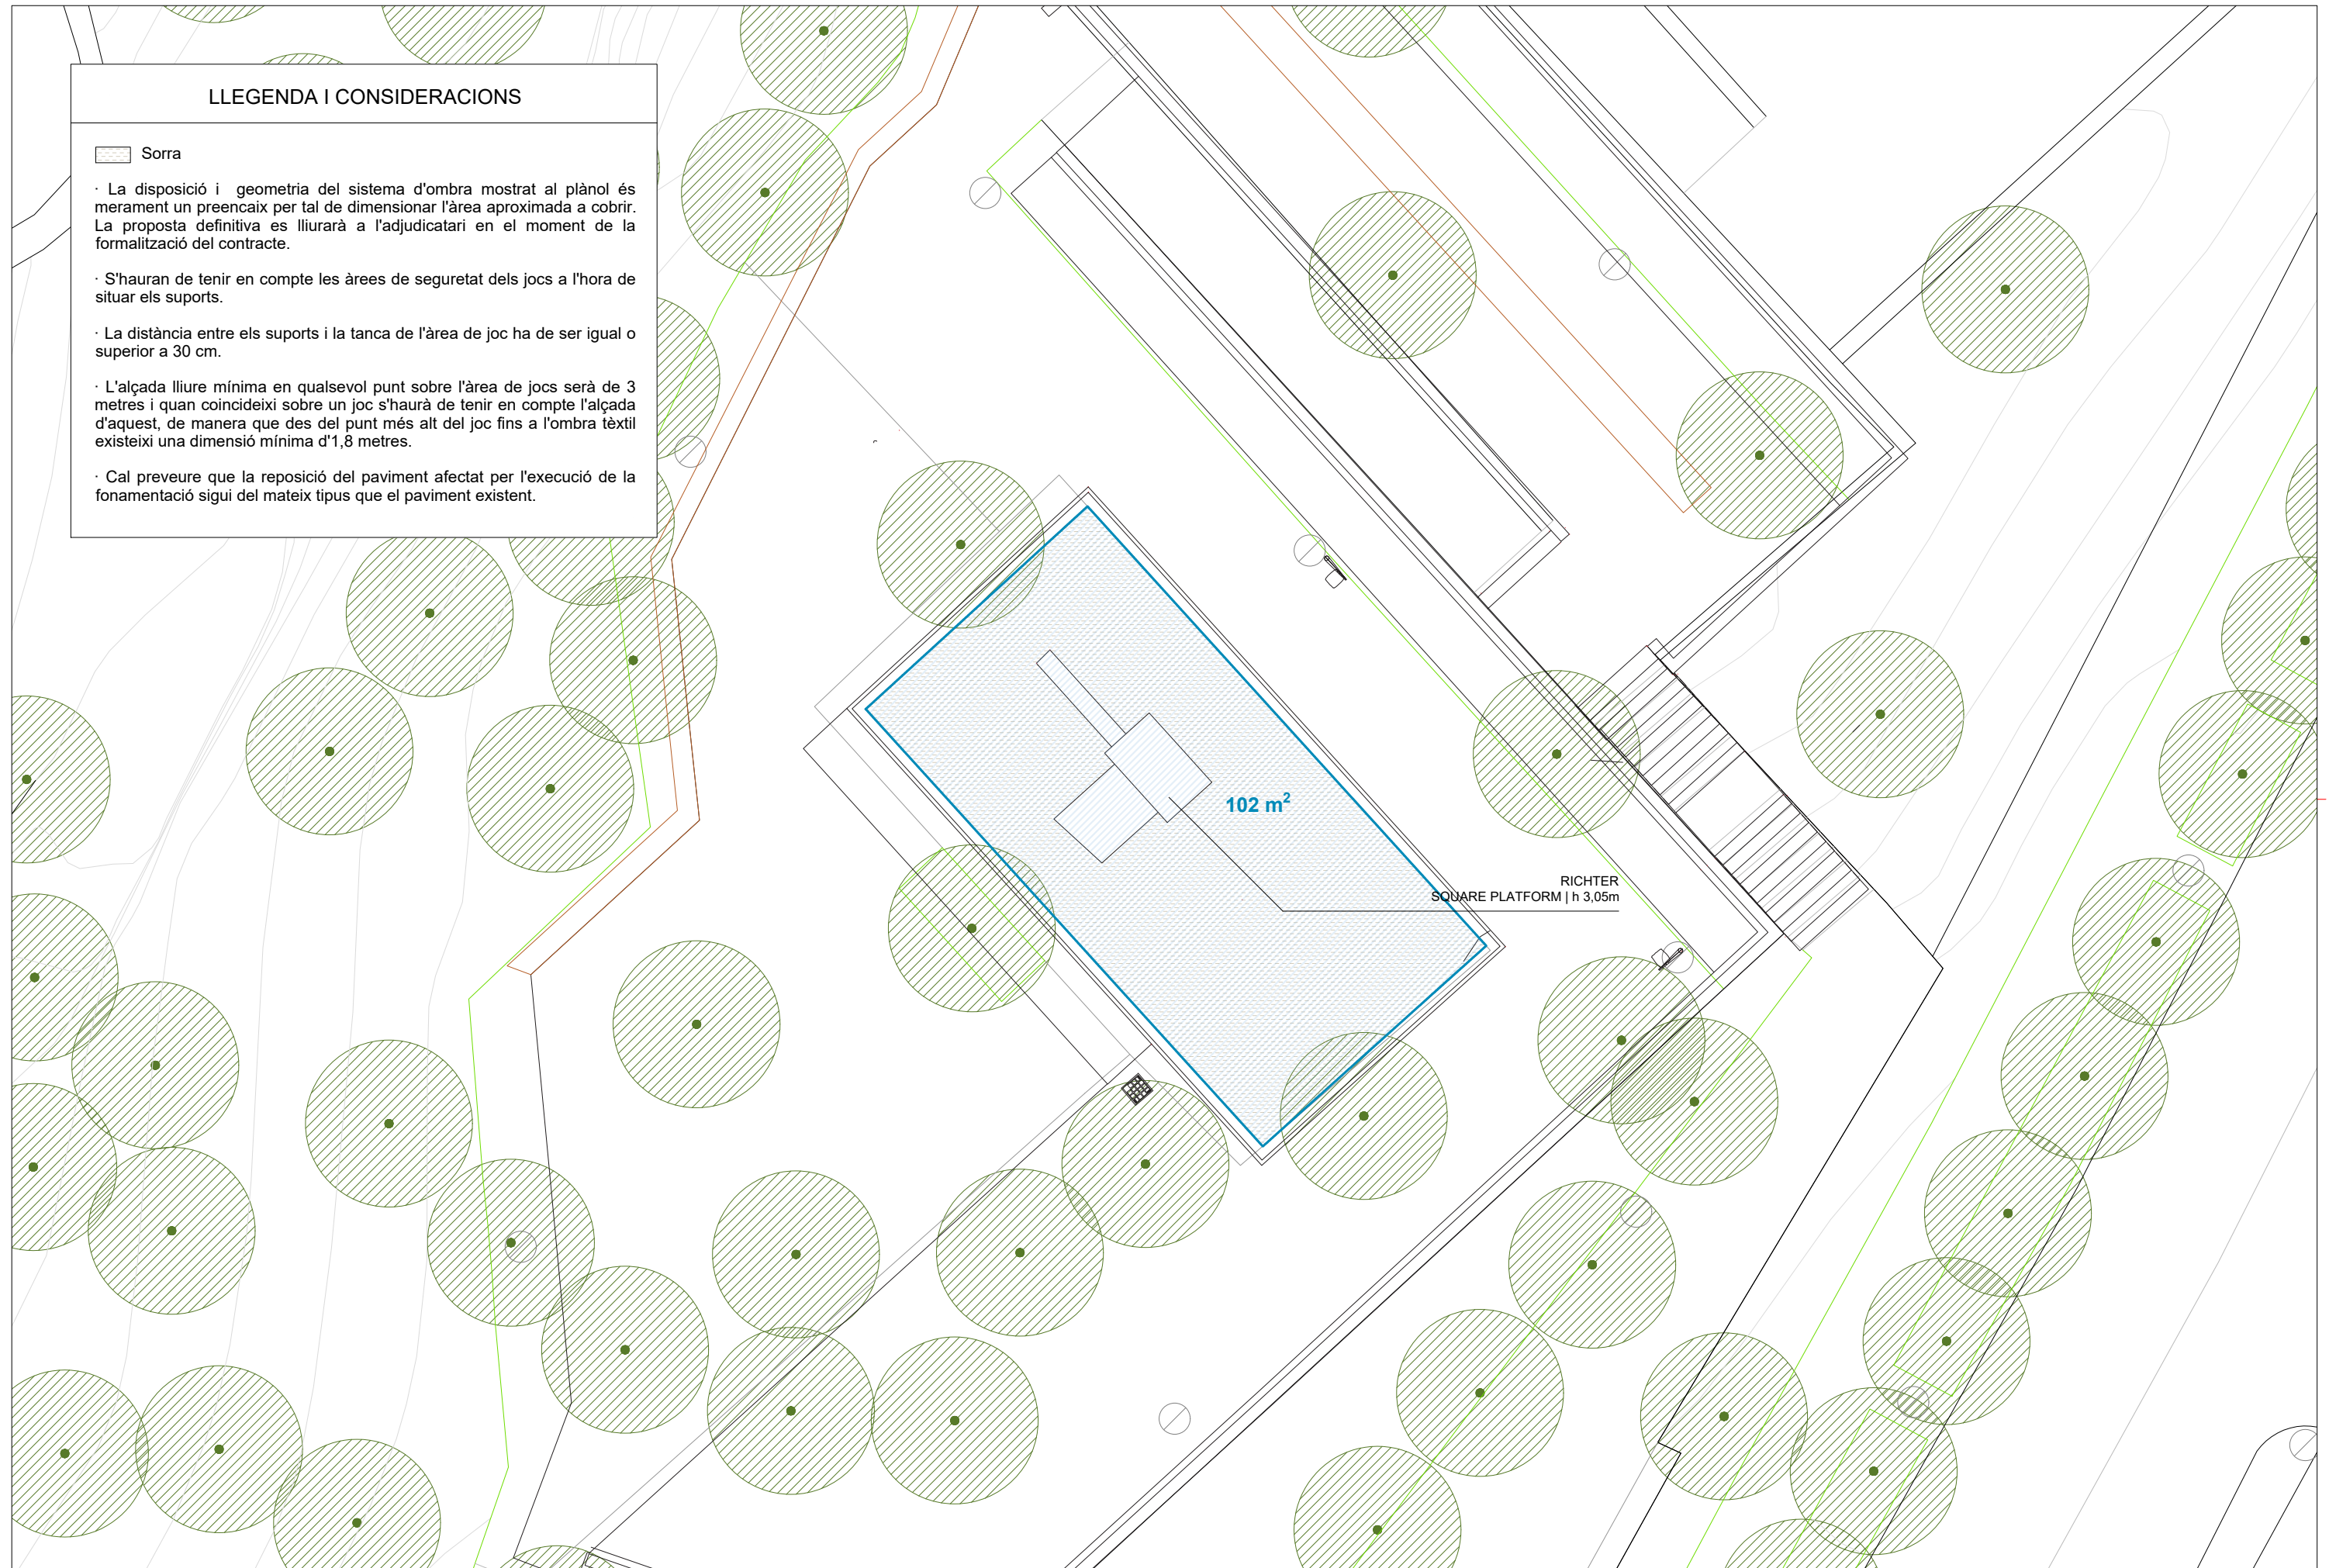 LLEGENDA I CONSIDERACIONS
Sorra
· La disposició i geometria del sistema d'ombra mostrat al plànol és
merament un preencaix per tal de dimensionar l'àrea aproximada a cobrir.
La proposta definitiva es lliurarà a l'adjudicatari en el moment de la
formalització del contracte.
· S'hauran de tenir en compte les àrees de seguretat dels jocs a l'hora de
situar els suports.
· La distància entre els suports i la tanca de l'àrea de joc ha de ser igual o
superior a 30 cm.
· L'alçada lliure mínima en qualsevol punt sobre l'àrea de jocs serà de 3
metres i quan coincideixi sobre un joc s'haurà de tenir en compte l'alçada
d'aquest, de manera que des del punt més alt del joc fins a l'ombra tèxtil
existeixi una dimensió mínima d'1,8 metres.
· Cal preveure que la reposició del paviment afectat per l'execució de la
fonamentació sigui del mateix tipus que el paviment existent.
102 m²
RICHTER
SQUARE PLATFORM | h 3,05m